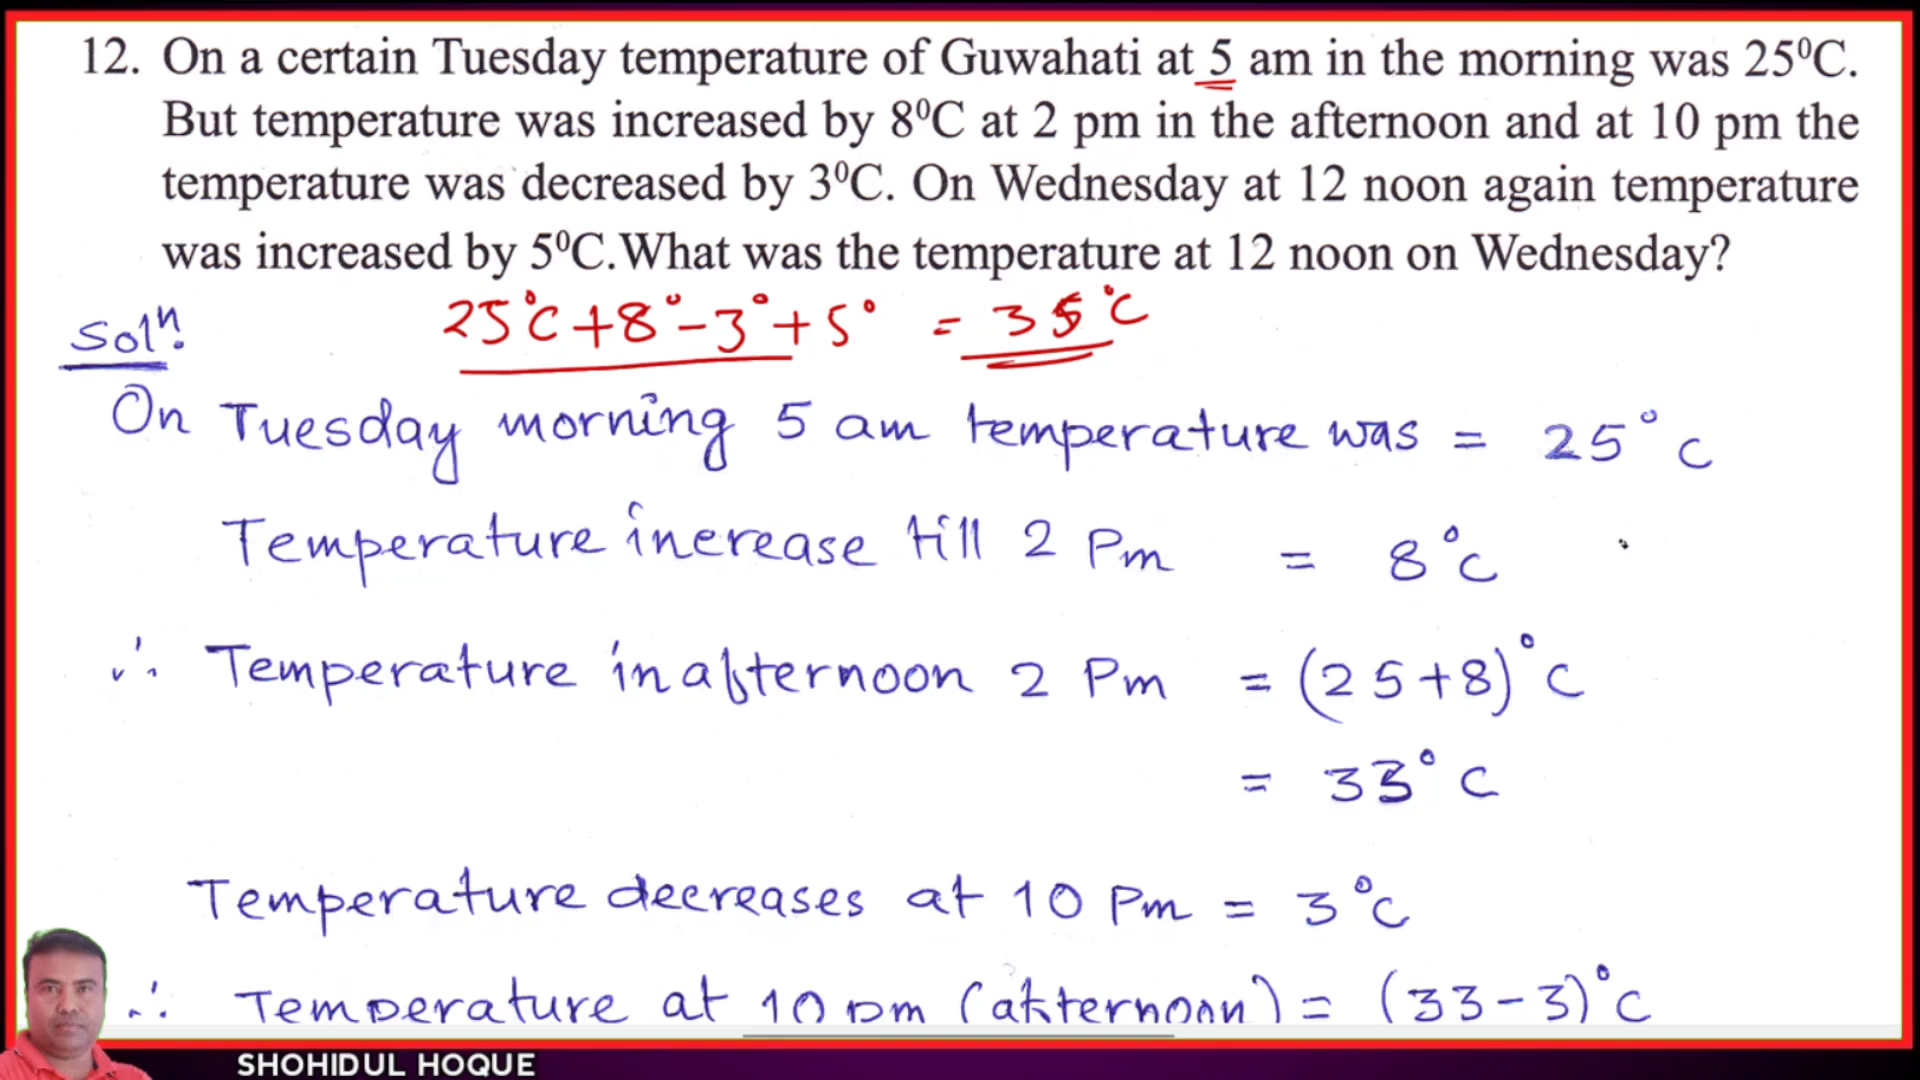 12. On a certain Tuesday temperature of Guwahati at 5 am in the morning was 25⁰C.
But temperature was increased by 8⁰C at 2 pm in the afternoon and at 10 pm the
temperature was decreased by 3⁰C. On Wednesday at 12 noon again temperature
was increased by 5⁰C.What was the temperature at 12 noon on Wednesday?
25°C+8°-3°+5° = 35°C
Solⁿ.
On Tuesday morning 5 am temperature was = 25°C
Temperature increase till 2 Pm = 8°C
∴ Temperature in afternoon 2 Pm = (25+8)°C
= 33°C
Temperature decreases at 10 Pm = 3°C
∴ Temperature at 10 pm (afternoon) = (33-3)°C
SHOHIDUL HOQUE